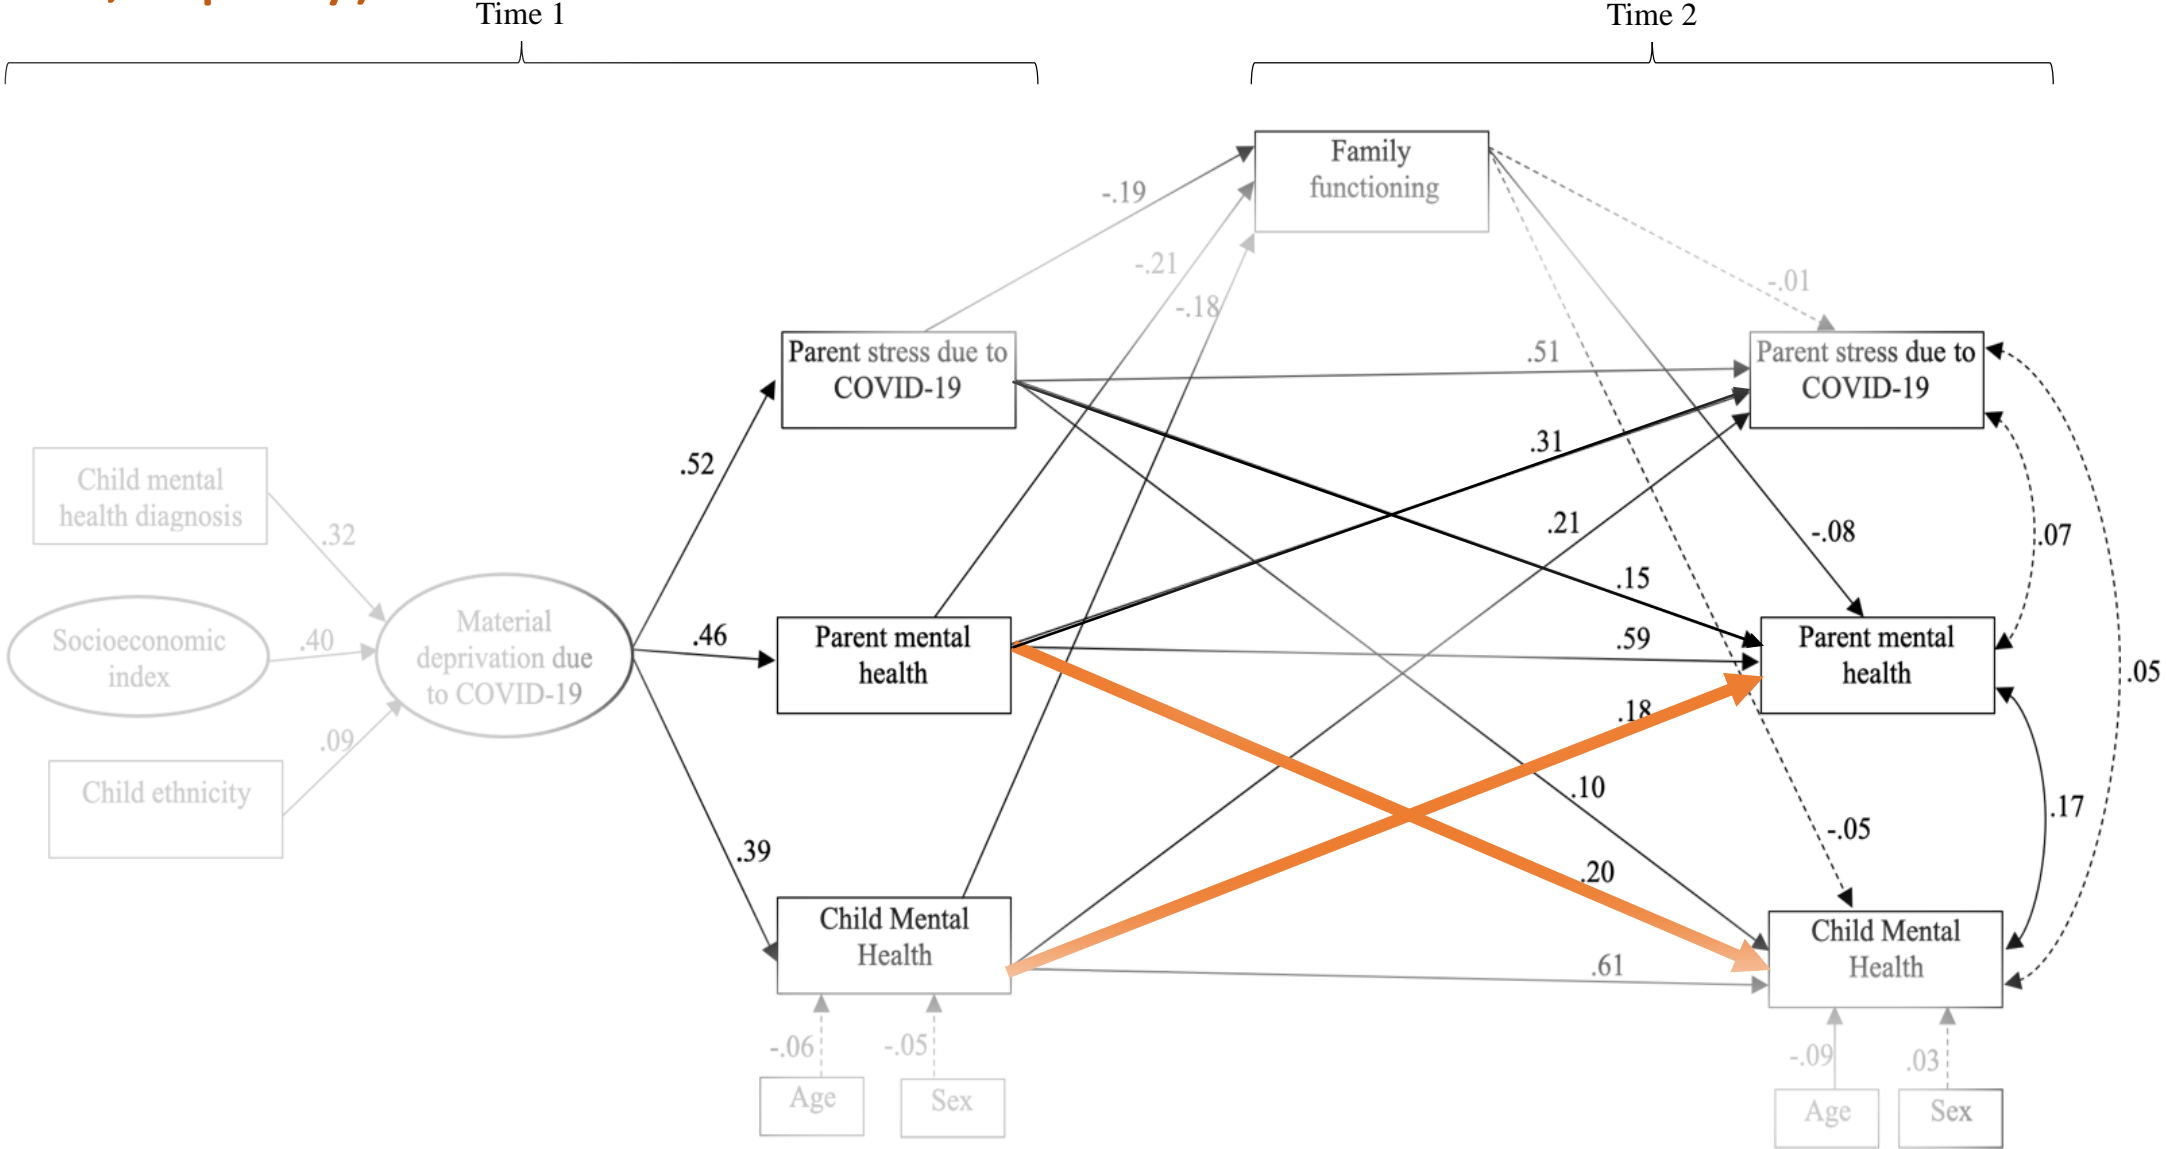 Time 1
Time 2
Family
functioning
-.19
-.21
-.18
-.01
Parent stress due to
COVID-19
.51
Parent stress due to
COVID-19
.52
.31
Child mental
health diagnosis
.32
.21
-.08
.07
.15
Socioeconomic
index
.40
Material
deprivation due
to COVID-19
.46
Parent mental
health
.59
Parent mental
health
.05
.18
.09
Child ethnicity
.10
.17
-.05
.39
.20
Child Mental
Health
.61
Child Mental
Health
-.06
-.05
-.09
.03
Age
Sex
Age
Sex